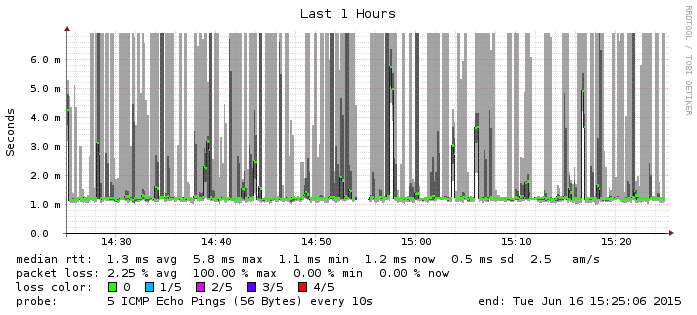 Last 1 Hours
RRDTOOL / TOBI OETIKER
Seconds
6.0 m
5.0 m
4.0 m
3.0 m
2.0 m
1.0 m
0.0
14:30 14:40 14:50 15:00 15:10 15:20
median rtt: 1.3 ms avg 5.8 ms max 1.1 ms min 1.2 ms now 0.5 ms sd 2.5 am/s
packet loss: 2.25 % avg 100.00 % max 0.00 % min 0.00 % now
loss color: 0 1/5 2/5 3/5 4/5
probe: 5 ICMP Echo Pings (56 Bytes) every 10s end: Tue Jun 16 15:25:06 2015